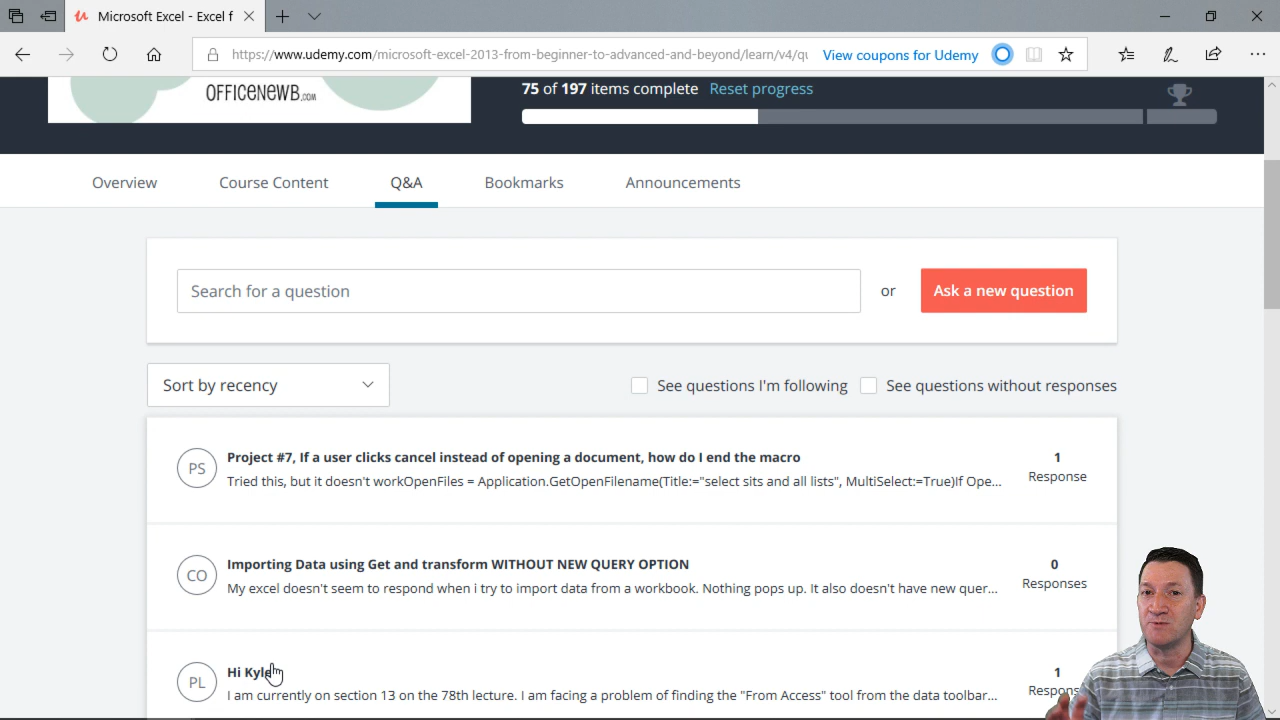 Microsoft Excel - Excel f
https://www.udemy.com/microsoft-excel-2013-from-beginner-to-advanced-and-beyond/learn/v4/qu
View coupons for Udemy
OFFICENEWB.COM
75 of 197 items complete Reset progress
Overview Course Content Q&A Bookmarks Announcements
Search for a question or Ask a new question
Sort by recency See questions I'm following See questions without responses
PS Project #7, If a user clicks cancel instead of opening a document, how do I end the macro 1
Tried this, but it doesn't workOpenFiles = Application.GetOpenFilename(Title:="select sits and all lists", MultiSelect:=True)If Ope... Response
CO Importing Data using Get and transform WITHOUT NEW QUERY OPTION 0
My excel doesn't seem to respond when i try to import data from a workbook. Nothing pops up. It also doesn't have new quer... Responses
PL Hi Kyle 1
I am currently on section 13 on the 78th lecture. I am facing a problem of finding the "From Access" tool from the data toolbar... Respons